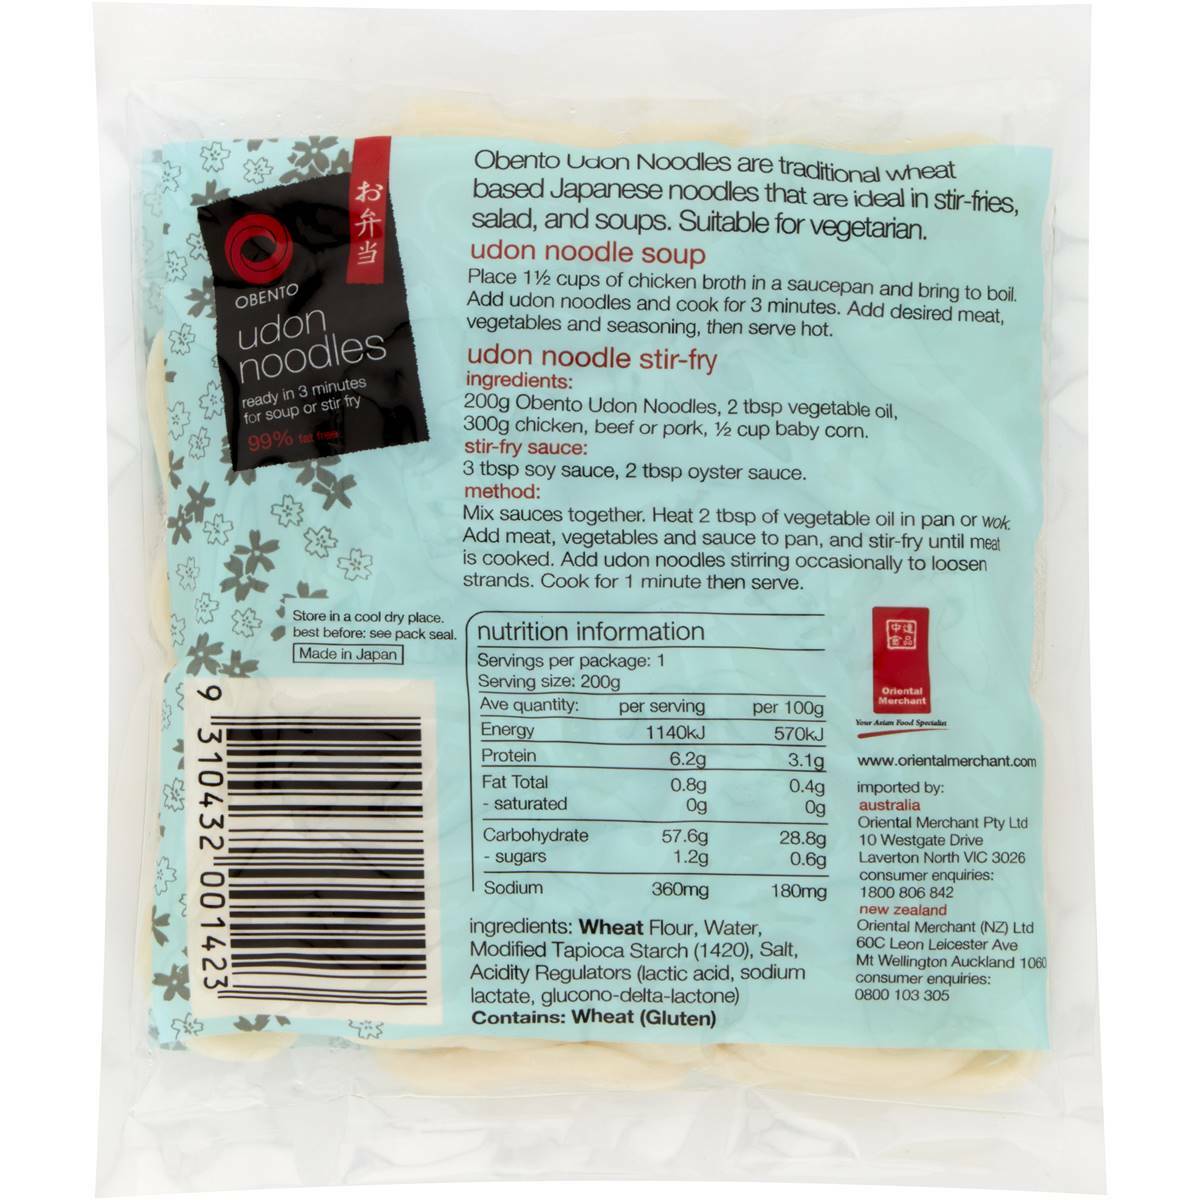 お弁当
OBENTO
udon
noodles
ready in 3 minutes
for soup or stir fry
99% fat free
Obento Udon Noodles are traditional wheat
based Japanese noodles that are ideal in stir-fries,
salad, and soups. Suitable for vegetarian.
udon noodle soup
Place 1½ cups of chicken broth in a saucepan and bring to boil.
Add udon noodles and cook for 3 minutes. Add desired meat,
vegetables and seasoning, then serve hot.
udon noodle stir-fry
ingredients:
200g Obento Udon Noodles, 2 tbsp vegetable oil,
300g chicken, beef or pork, ½ cup baby corn.
stir-fry sauce:
3 tbsp soy sauce, 2 tbsp oyster sauce.
method:
Mix sauces together. Heat 2 tbsp of vegetable oil in pan or wok.
Add meat, vegetables and sauce to pan, and stir-fry until meat
is cooked. Add udon noodles stirring occasionally to loosen
strands. Cook for 1 minute then serve.
Store in a cool dry place.
best before: see pack seal.
Made in Japan
9 310432 001423
nutrition information
Servings per package: 1
Serving size: 200g
Ave quantity: per serving per 100g
Energy 1140kJ 570kJ
Protein 6.2g 3.1g
Fat Total 0.8g 0.4g
- saturated 0g 0g
Carbohydrate 57.6g 28.8g
- sugars 1.2g 0.6g
Sodium 360mg 180mg
ingredients: Wheat Flour, Water,
Modified Tapioca Starch (1420), Salt,
Acidity Regulators (lactic acid, sodium
lactate, glucono-delta-lactone)
Contains: Wheat (Gluten)
中達
食品
Oriental
Merchant
Your Asian Food Specialist
www.orientalmerchant.com
imported by:
australia
Oriental Merchant Pty Ltd
10 Westgate Drive
Laverton North VIC 3026
consumer enquiries:
1800 806 842
new zealand
Oriental Merchant (NZ) Ltd
60C Leon Leicester Ave
Mt Wellington Auckland 1060
consumer enquiries:
0800 103 305